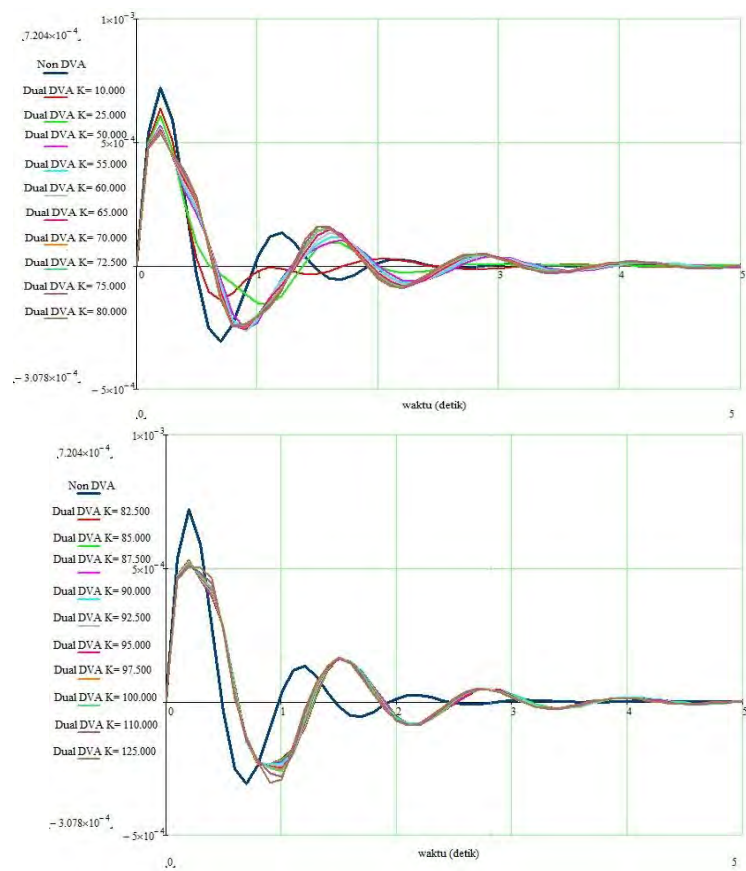 1×10⁻³
7.204×10⁻⁴
Non DVA
Dual DVA K= 10.000
Dual DVA K= 25.000
Dual DVA K= 50.000
5×10⁻⁴
Dual DVA K= 55.000
Dual DVA K= 60.000
Dual DVA K= 65.000
Dual DVA K= 70.000
Dual DVA K= 72.500
Dual DVA K= 75.000
Dual DVA K= 80.000
0 1 2 3 4 5
−3.078×10⁻⁴
−5×10⁻⁴
waktu (detik)
0 5
1×10⁻³
7.204×10⁻⁴
Non DVA
Dual DVA K= 82.500
Dual DVA K= 85.000
Dual DVA K= 87.500
5×10⁻⁴
Dual DVA K= 90.000
Dual DVA K= 92.500
Dual DVA K= 95.000
Dual DVA K= 97.500
Dual DVA K= 100.000
Dual DVA K= 110.000
Dual DVA K= 125.000
0 1 2 3 4 5
−3.078×10⁻⁴
−5×10⁻⁴
waktu (detik)
0 5